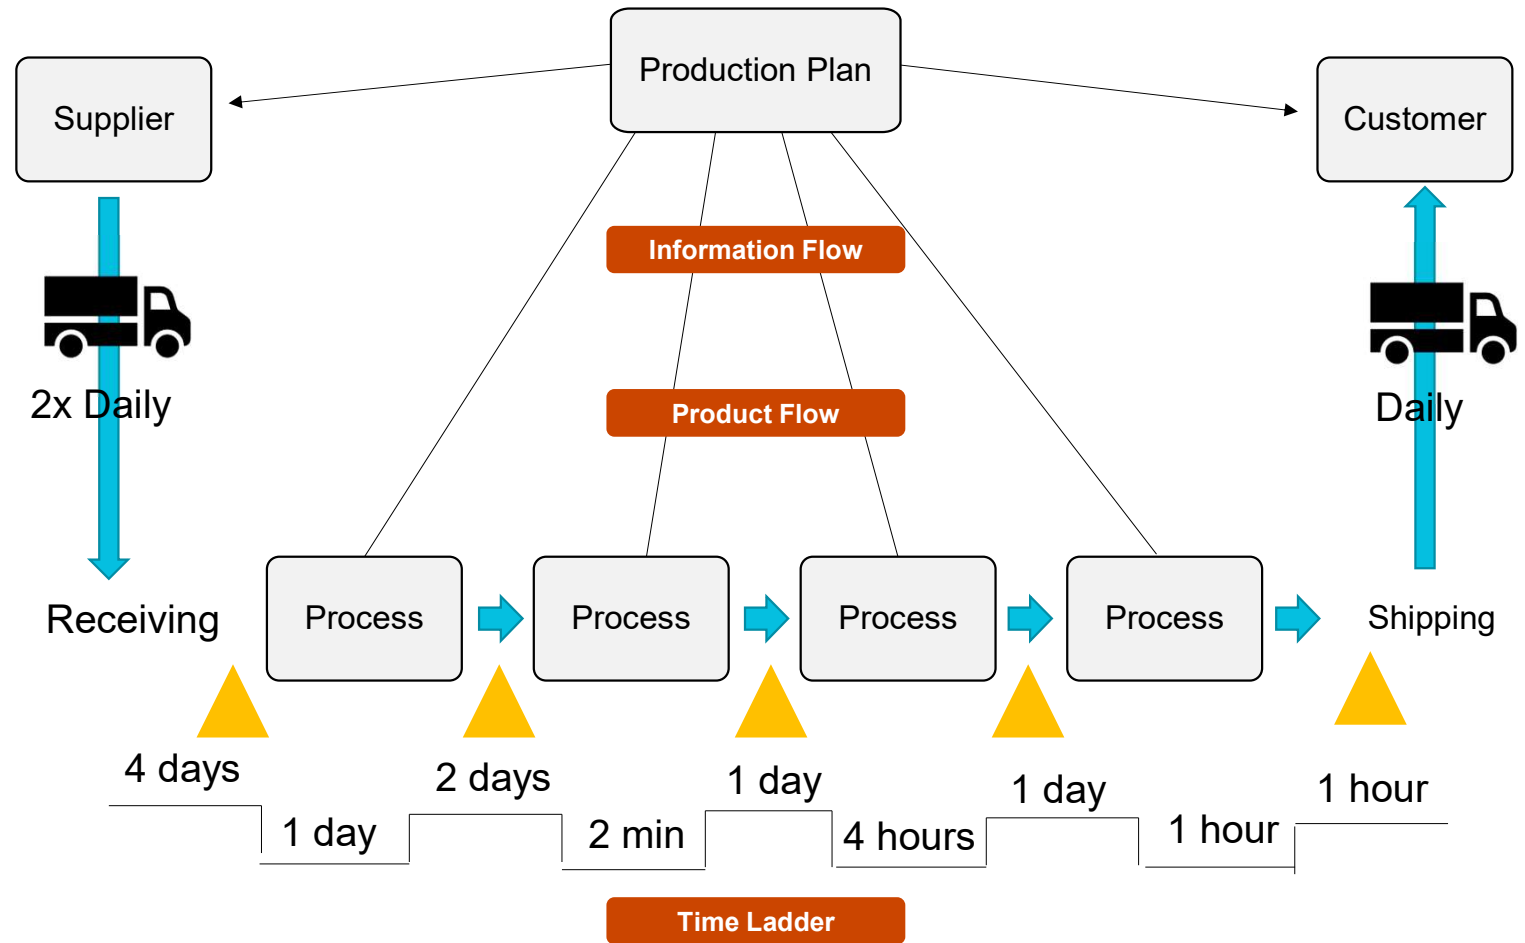 Production Plan
Supplier
Customer
Information Flow
2x Daily
Product Flow
Daily
Receiving
Process
Process
Process
Process
Shipping
4 days
2 days
1 day
1 day
1 hour
1 day
2 min
4 hours
1 hour
Time Ladder